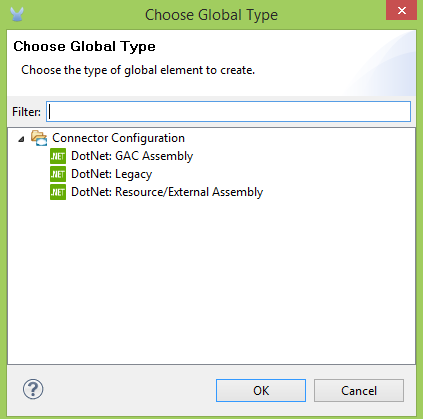 Choose Global Type
Choose Global Type
Choose the type of global element to create.
Filter:
Connector Configuration
.NET DotNet: GAC Assembly
.NET DotNet: Legacy
.NET DotNet: Resource/External Assembly
? OK Cancel